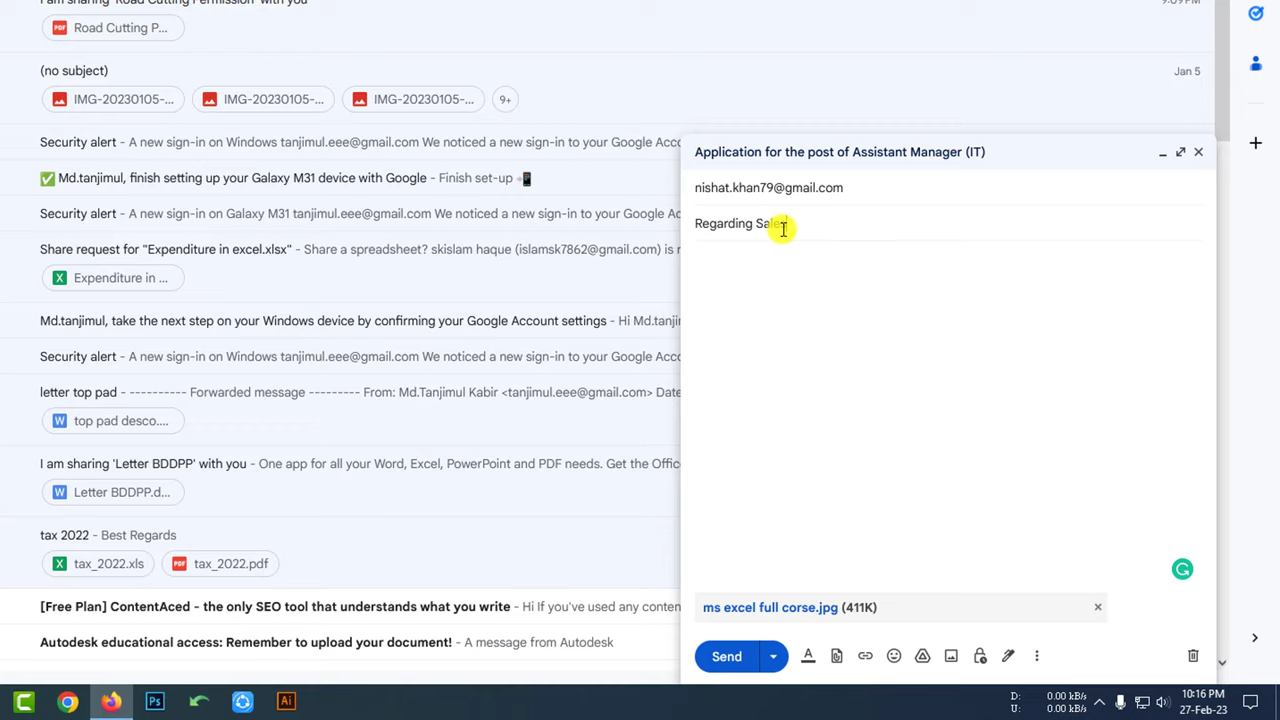 I am sharing 'Road Cutting Permission' with you
9:09 PM
PDF Road Cutting P...
(no subject)
Jan 5
IMG-20230105-... IMG-20230105-... IMG-20230105-... 9+
Security alert - A new sign-in on Windows tanjimul.eee@gmail.com We noticed a new sign-in to your Google Acco
✅ Md.tanjimul, finish setting up your Galaxy M31 device with Google - Finish set-up 📲
Security alert - A new sign-in on Galaxy M31 tanjimul.eee@gmail.com We noticed a new sign-in to your Google Ac
Share request for "Expenditure in excel.xlsx" - Share a spreadsheet? skislam haque (islamsk7862@gmail.com) is r
X Expenditure in ...
Md.tanjimul, take the next step on your Windows device by confirming your Google Account settings - Hi Md.tanji
Security alert - A new sign-in on Windows tanjimul.eee@gmail.com We noticed a new sign-in to your Google Acco
letter top pad - ---------- Forwarded message --------- From: Md.Tanjimul Kabir <tanjimul.eee@gmail.com> Date
W top pad desco....
I am sharing 'Letter BDDPP' with you - One app for all your Word, Excel, PowerPoint and PDF needs. Get the Offic
W Letter BDDPP.d...
tax 2022 - Best Regards
X tax_2022.xls PDF tax_2022.pdf
[Free Plan] ContentAced - the only SEO tool that understands what you write - Hi If you've used any conten
Autodesk educational access: Remember to upload your document! - A message from Autodesk
Application for the post of Assistant Manager (IT)
nishat.khan79@gmail.com
Regarding Sales
ms excel full corse.jpg (411K)
Send
Ps Ai
D: 0.00 kB/s
U: 0.00 kB/s
10:16 PM
27-Feb-23